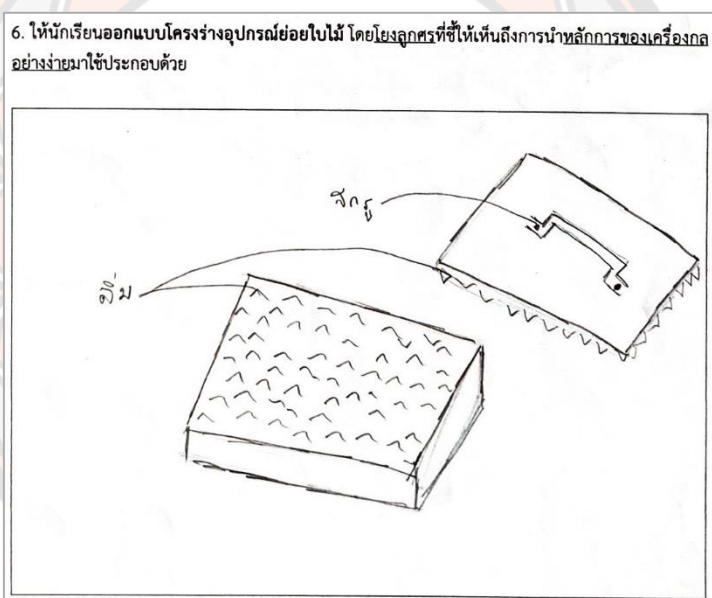 6. ให้นักเรียนออกแบบโครงร่างอุปกรณ์ย่อยใบไม้ โดยโยงลูกศรที่ชี้ให้เห็นถึงการนำหลักการของเครื่องกล
อย่างง่ายมาใช้ประกอบด้วย
สกรู
ลิ่ม